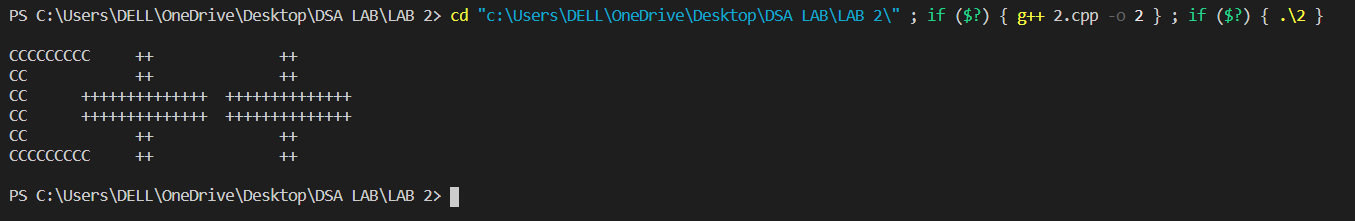 PS C:\Users\DELL\OneDrive\Desktop\DSA LAB\LAB 2> cd "c:\Users\DELL\OneDrive\Desktop\DSA LAB\LAB 2\" ; if ($?) { g++ 2.cpp -o 2 } ; if ($?) { .\2 }
CCCCCCCCC     ++              ++
CC            ++              ++
CC      ++++++++++++++  ++++++++++++++
CC      ++++++++++++++  ++++++++++++++
CC            ++              ++
CCCCCCCCC     ++              ++
PS C:\Users\DELL\OneDrive\Desktop\DSA LAB\LAB 2>